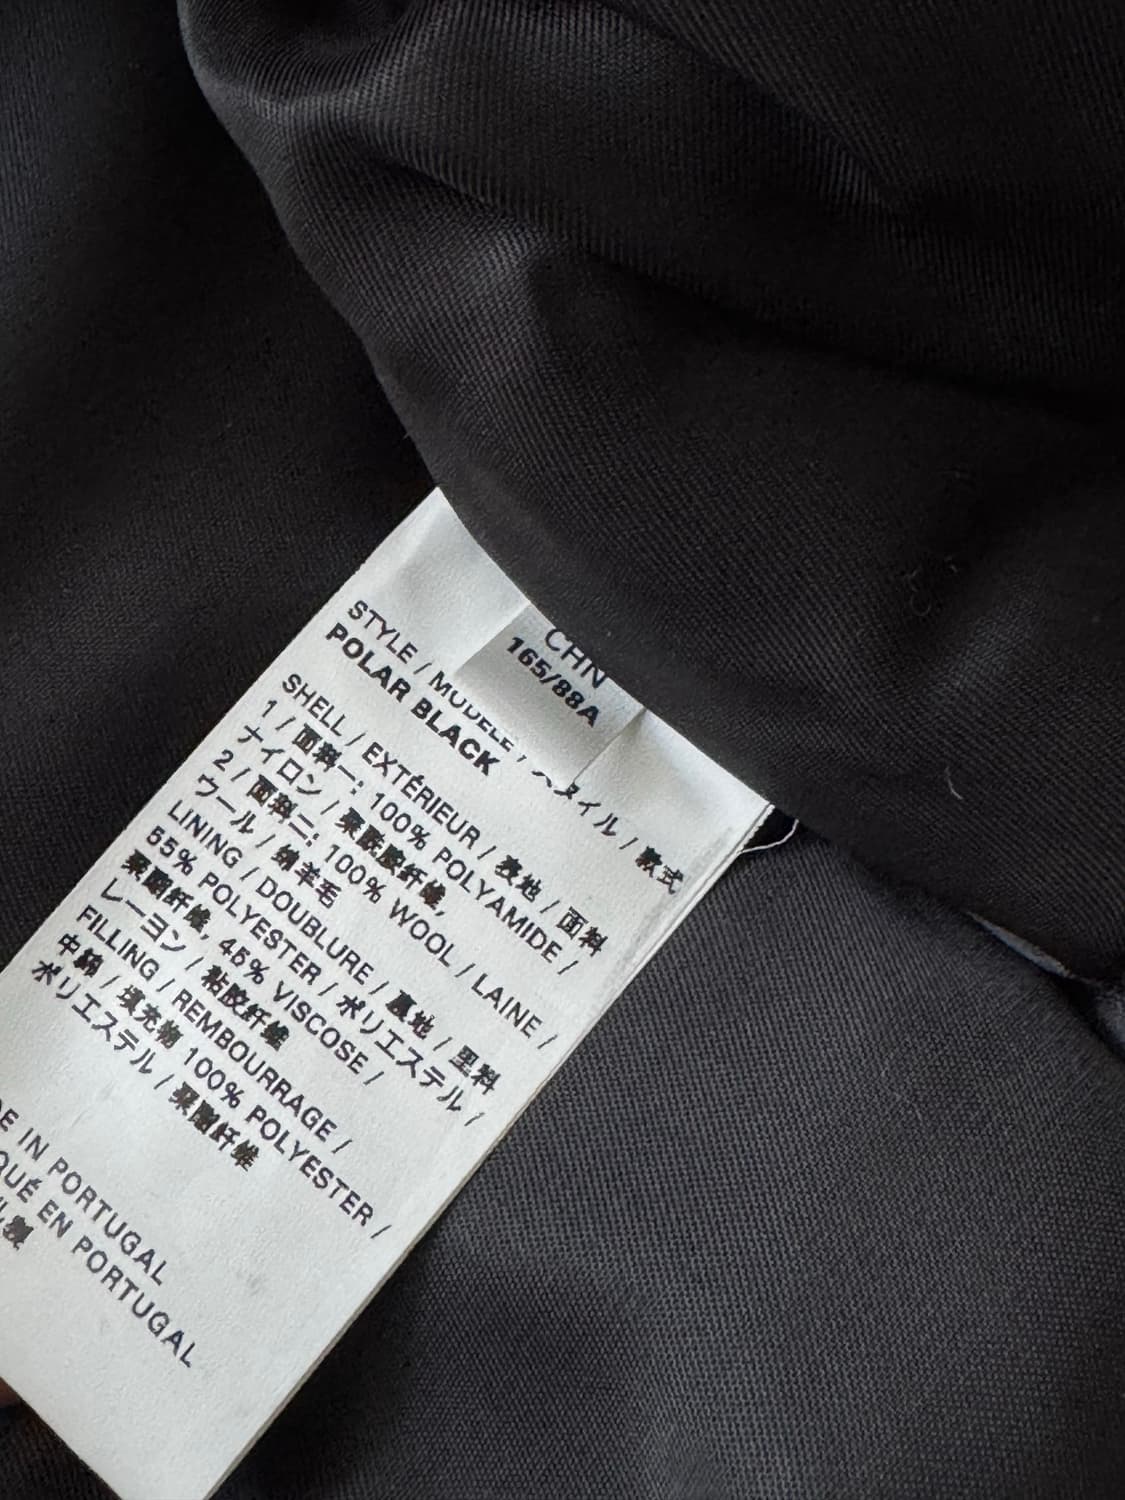 CHN
165/88A
STYLE / MODÈLE / スタイル / 款式
POLAR BLACK
SHELL / EXTÉRIEUR / 表地 / 面料
1 / 面料一: 100% POLYAMIDE /
ナイロン / 聚酰胺纤维,
2 / 面料二: 100% WOOL / LAINE /
ウール / 绵羊毛
LINING / DOUBLURE / 裏地 / 里料
55% POLYESTER / ポリエステル /
聚酯纤维, 45% VISCOSE /
レーヨン / 粘胶纤维
FILLING / REMBOURRAGE /
中綿 / 填充物 100% POLYESTER /
ポリエステル / 聚酯纤维
DE IN PORTUGAL
QUÉ EN PORTUGAL
ル製